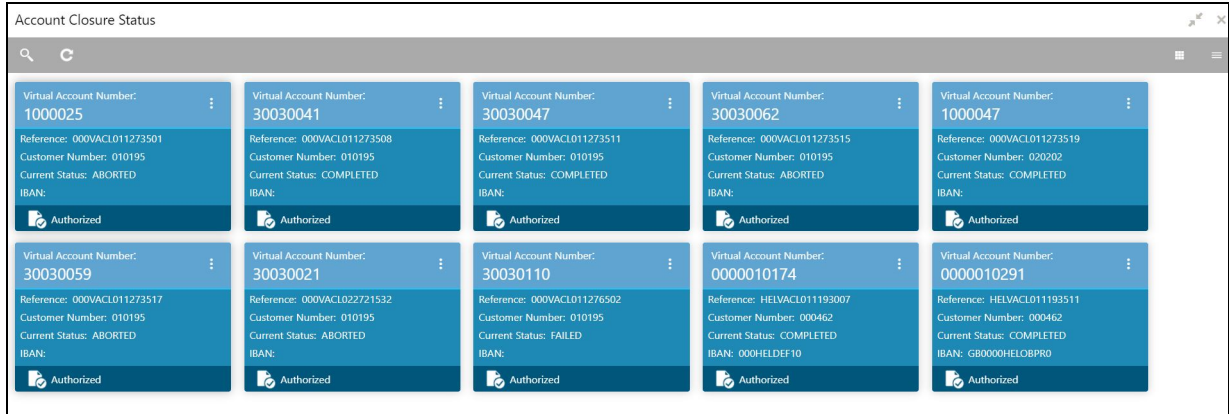 Account Closure Status
Virtual Account Number:
1000025
Reference: 000VACL011273501
Customer Number: 010195
Current Status: ABORTED
IBAN:
Authorized
Virtual Account Number:
30030041
Reference: 000VACL011273508
Customer Number: 010195
Current Status: COMPLETED
IBAN:
Authorized
Virtual Account Number:
30030047
Reference: 000VACL011273511
Customer Number: 010195
Current Status: COMPLETED
IBAN:
Authorized
Virtual Account Number:
30030062
Reference: 000VACL011273515
Customer Number: 010195
Current Status: ABORTED
IBAN:
Authorized
Virtual Account Number:
1000047
Reference: 000VACL011273519
Customer Number: 020202
Current Status: COMPLETED
IBAN:
Authorized
Virtual Account Number:
30030059
Reference: 000VACL011273517
Customer Number: 010195
Current Status: ABORTED
IBAN:
Authorized
Virtual Account Number:
30030021
Reference: 000VACL022721532
Customer Number: 010195
Current Status: ABORTED
IBAN:
Authorized
Virtual Account Number:
30030110
Reference: 000VACL011276502
Customer Number: 010195
Current Status: FAILED
IBAN:
Authorized
Virtual Account Number:
0000010174
Reference: HELVACL011193007
Customer Number: 000462
Current Status: COMPLETED
IBAN: 000HELDEF10
Authorized
Virtual Account Number:
0000010291
Reference: HELVACL011193511
Customer Number: 000462
Current Status: COMPLETED
IBAN: GB0000HELOBPR0
Authorized